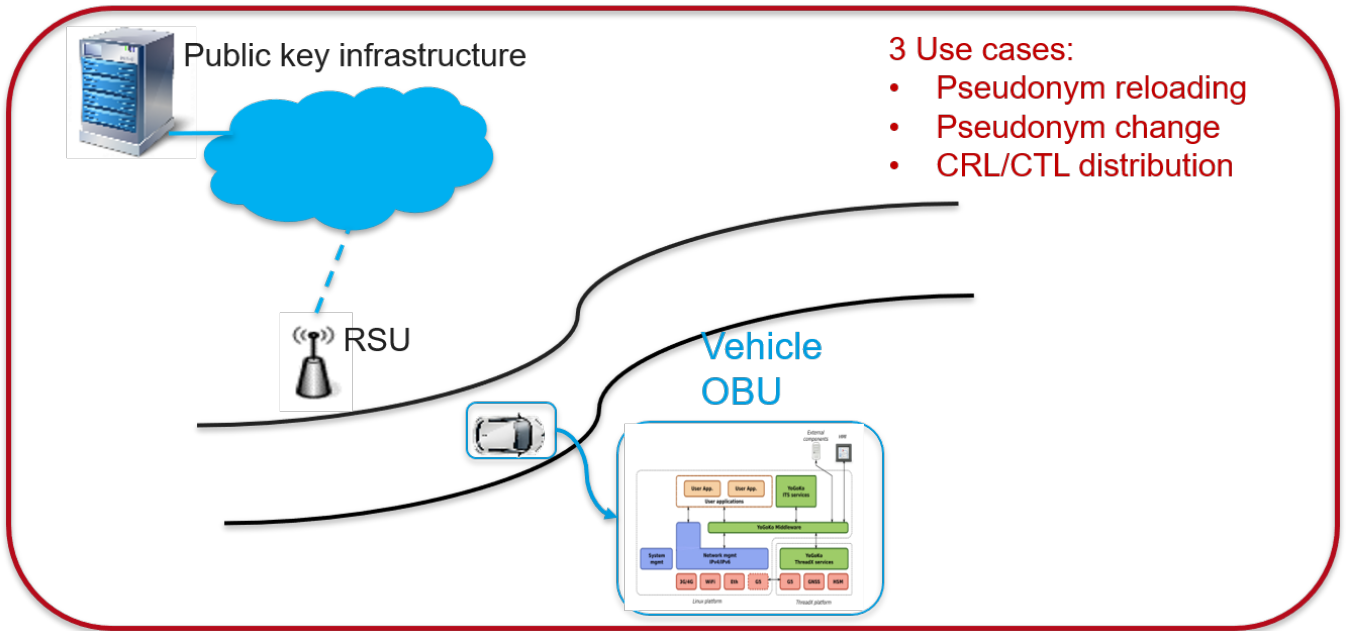 Public key infrastructure
3 Use cases:
• Pseudonym reloading
• Pseudonym change
• CRL/CTL distribution
RSU
Vehicle
OBU
External
components
User App.
User App.
User applications
YoGoKo
ITS services
YoGoKo Middleware
System
mgmt
Network mgmt
IPv4/IPv6
YoGoKo
ThreadX services
3G/4G
WiFi
Eth
G5
G5
GNSS
HSM
Linux platform
ThreadX platform